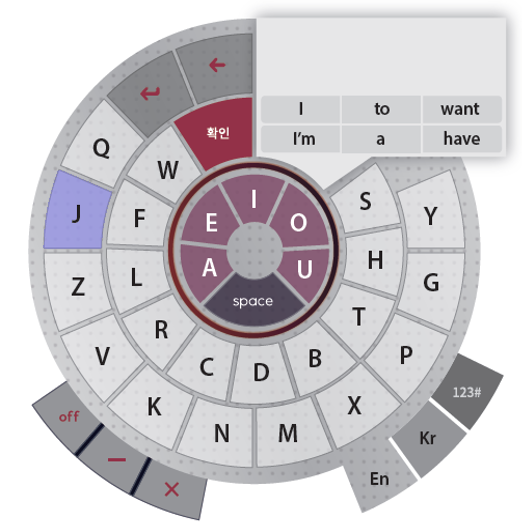 I to want
I'm a have
확인
Q W
J F
Z L
V R
K C
N D
M B
X T
P H
G S
Y
E I O
A U
space
off
−
×
123#
Kr
En